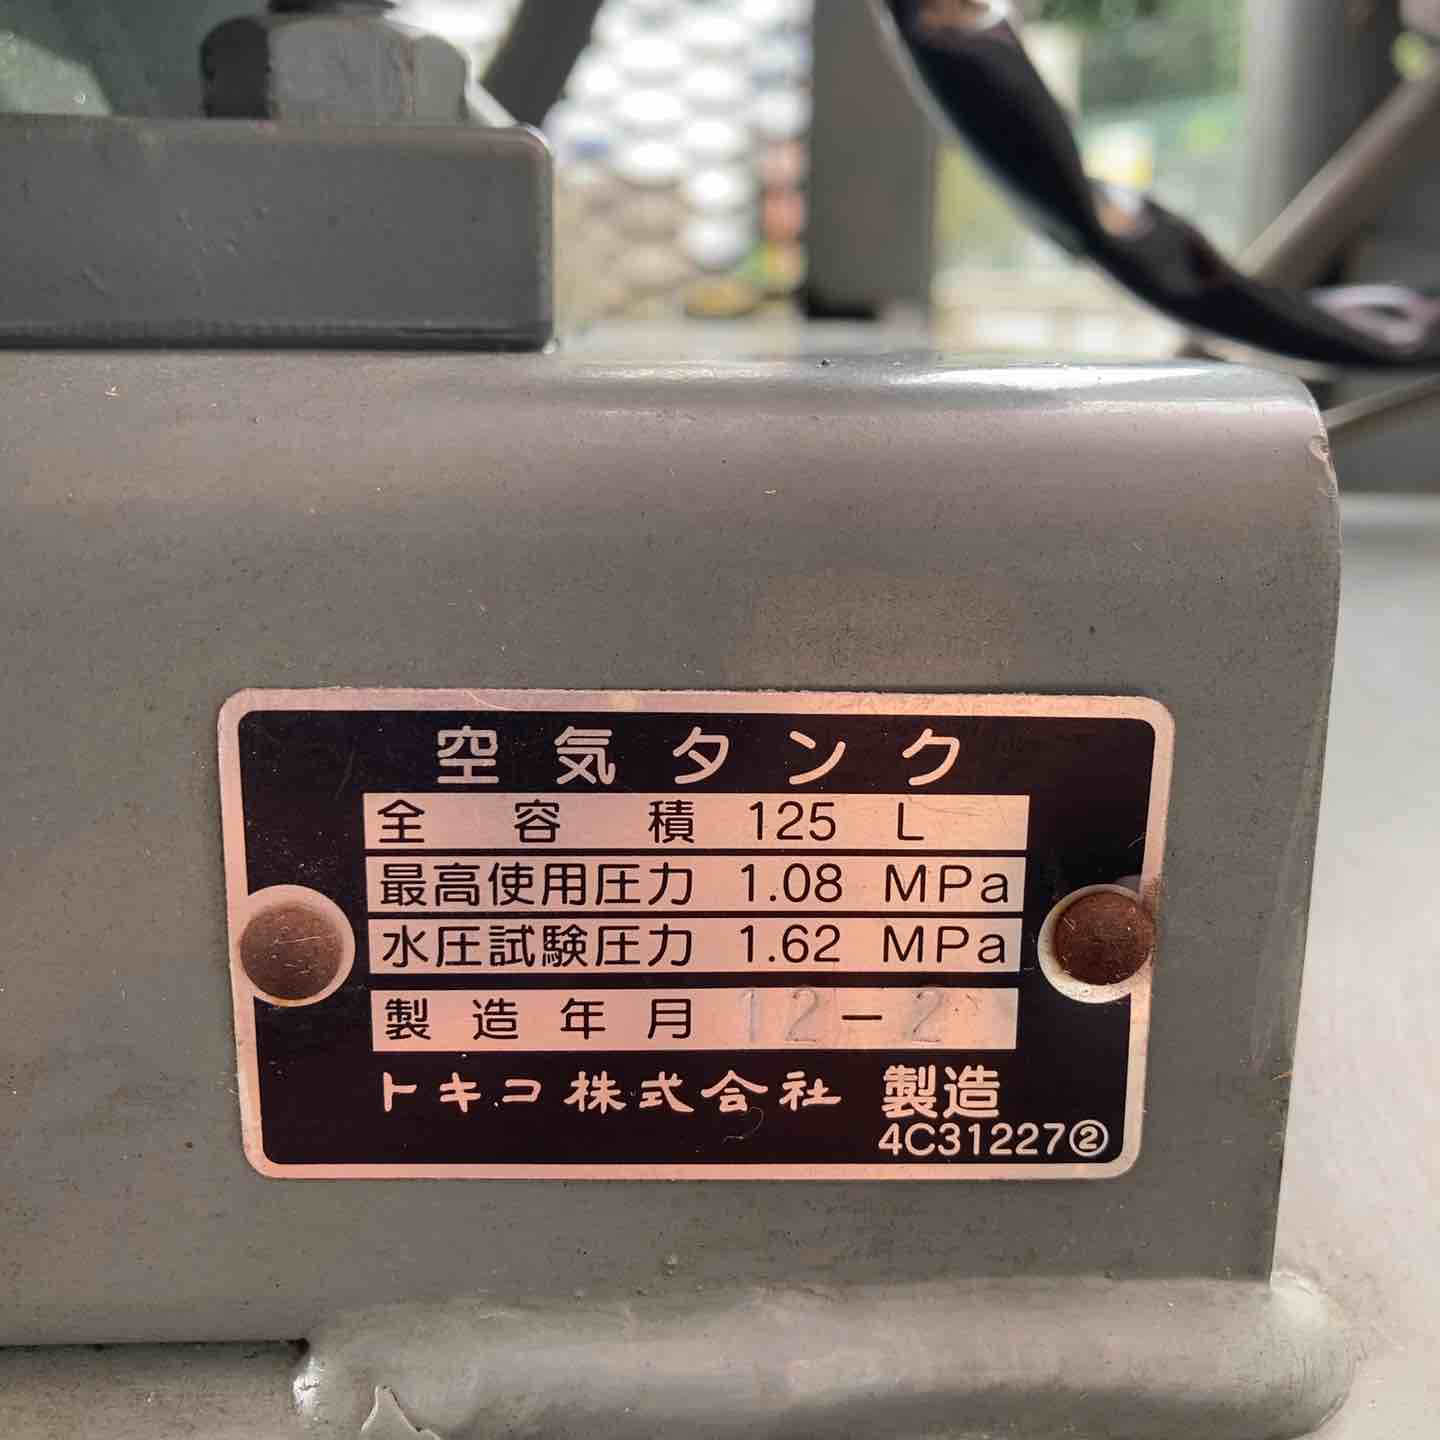 空気タンク
全容積 125 L
最高使用圧力 1.08 MPa
水圧試験圧力 1.62 MPa
製造年月 12-2
トキコ株式会社 製造
4C31227②